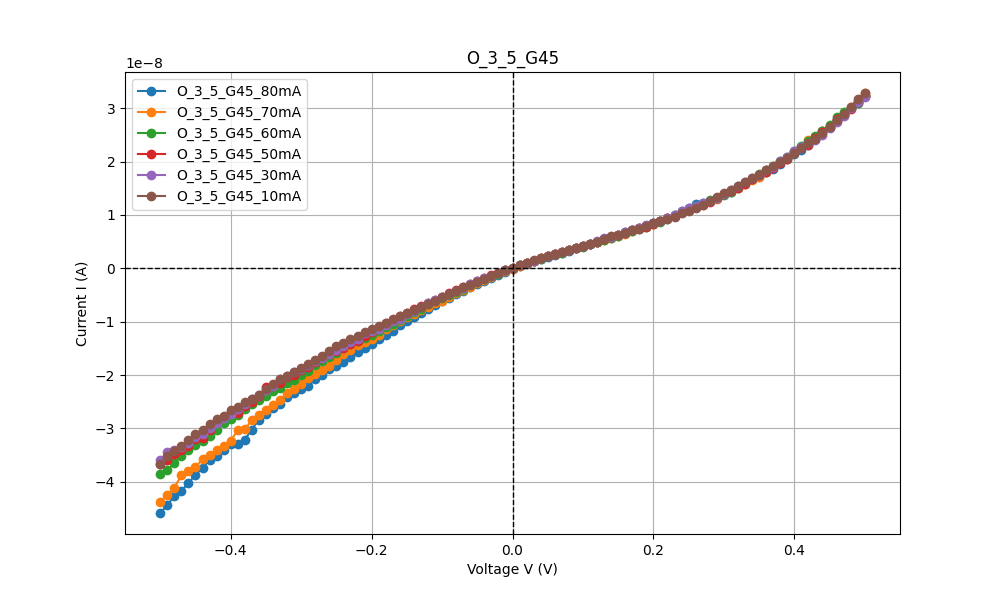 O_3_5_G45
1e−8
O_3_5_G45_80mA
O_3_5_G45_70mA
O_3_5_G45_60mA
O_3_5_G45_50mA
O_3_5_G45_30mA
O_3_5_G45_10mA
3
2
1
0
−1
−2
−3
−4
Current I (A)
−0.4
−0.2
0.0
0.2
0.4
Voltage V (V)